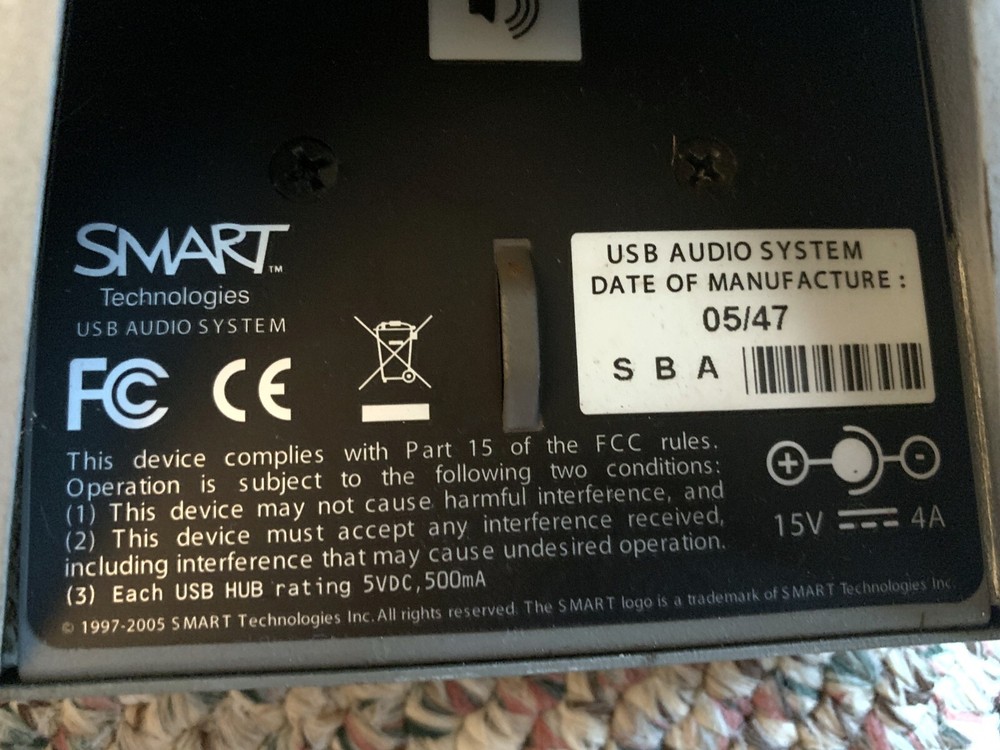 SMART™
Technologies
USB AUDIO SYSTEM
FC CE
USB AUDIO SYSTEM
DATE OF MANUFACTURE :
05/47
S B A
This device complies with Part 15 of the FCC rules.
Operation is subject to the following two conditions:
(1) This device may not cause harmful interference, and
(2) This device must accept any interference received,
including interference that may cause undesired operation.
(3) Each USB HUB rating 5VDC,500mA
+ -
15V 4A
© 1997-2005 SMART Technologies Inc. All rights reserved. The SMART logo is a trademark of SMART Technologies Inc.